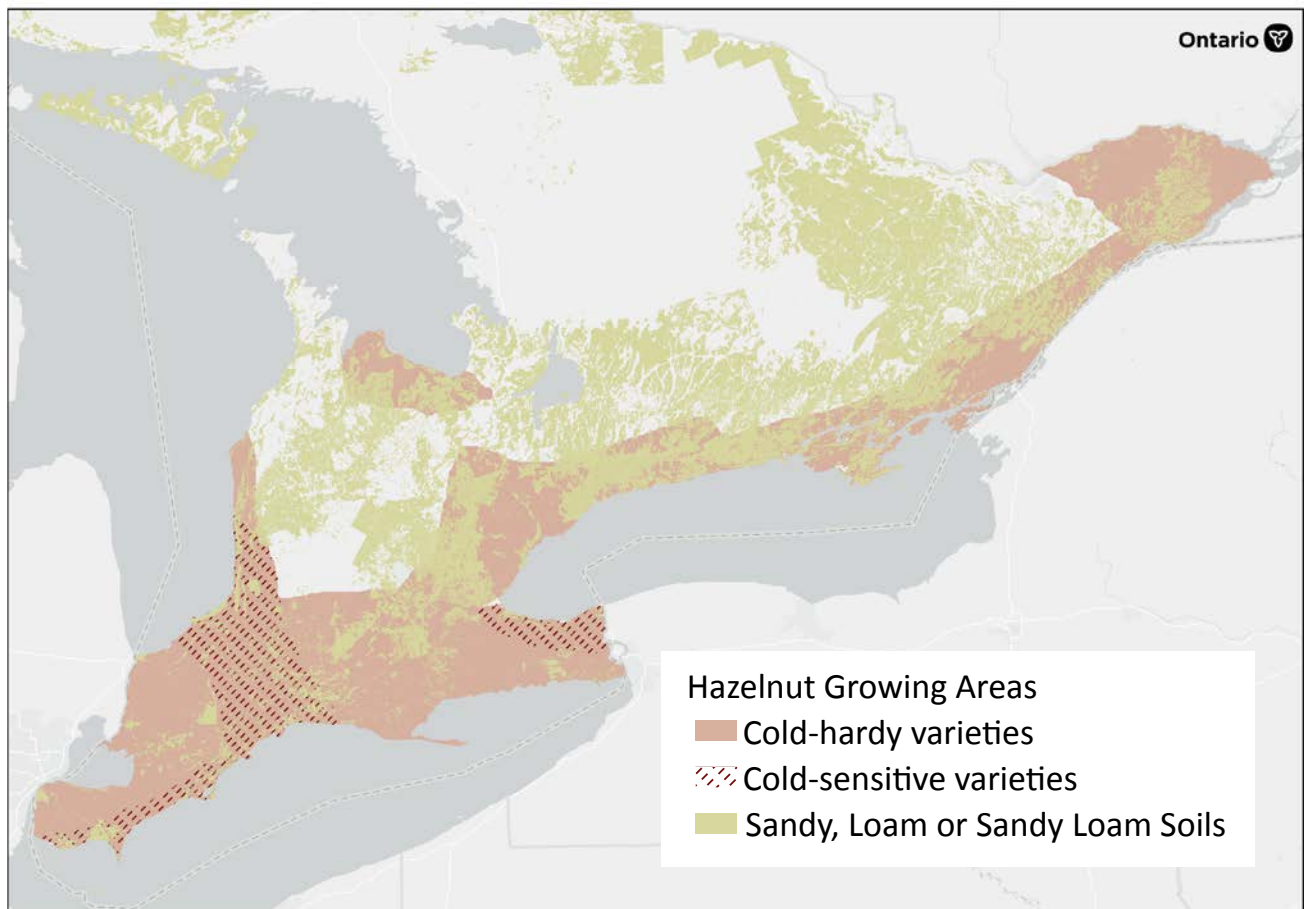 Ontario
Hazelnut Growing Areas
Cold-hardy varieties
Cold-sensitive varieties
Sandy, Loam or Sandy Loam Soils